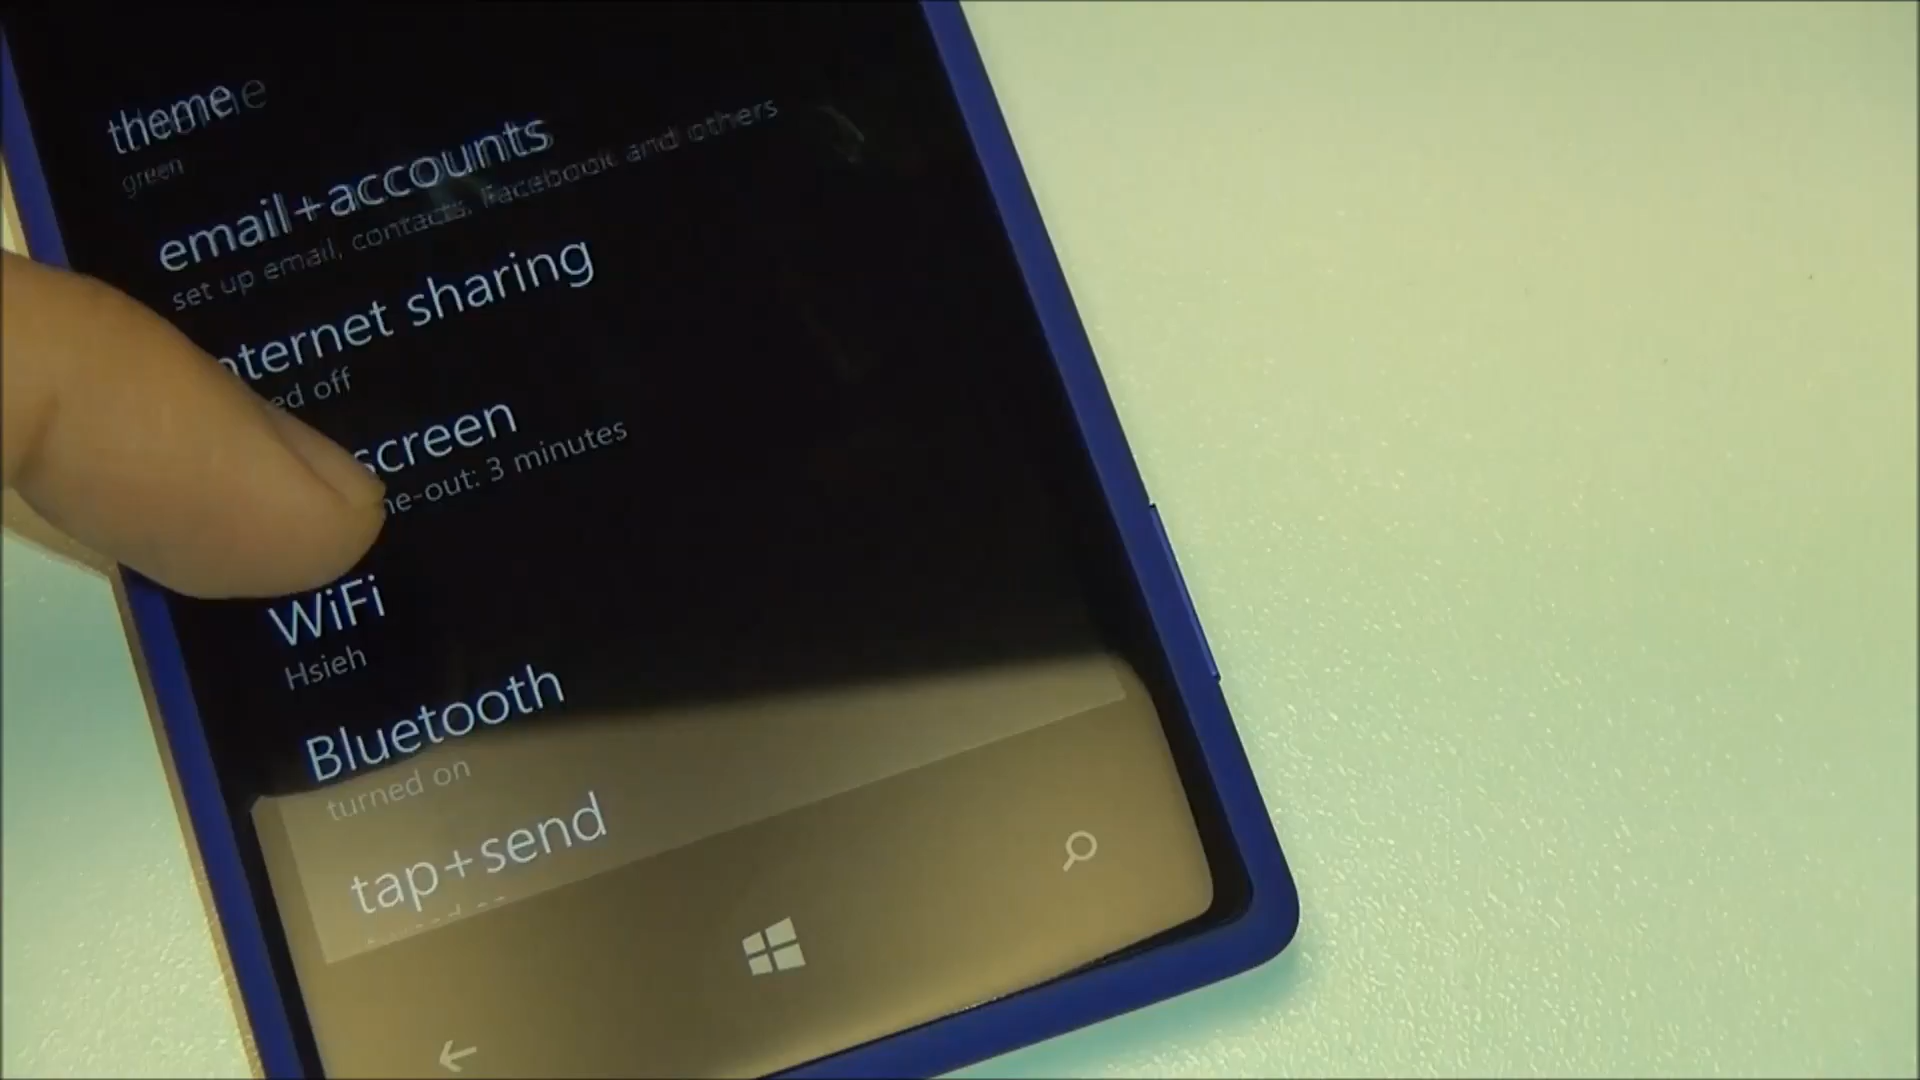 theme
green
email+accounts
set up email, contacts, Facebook and others
nternet sharing
ed off
screen
me-out: 3 minutes
WiFi
Hsieh
Bluetooth
turned on
tap+send